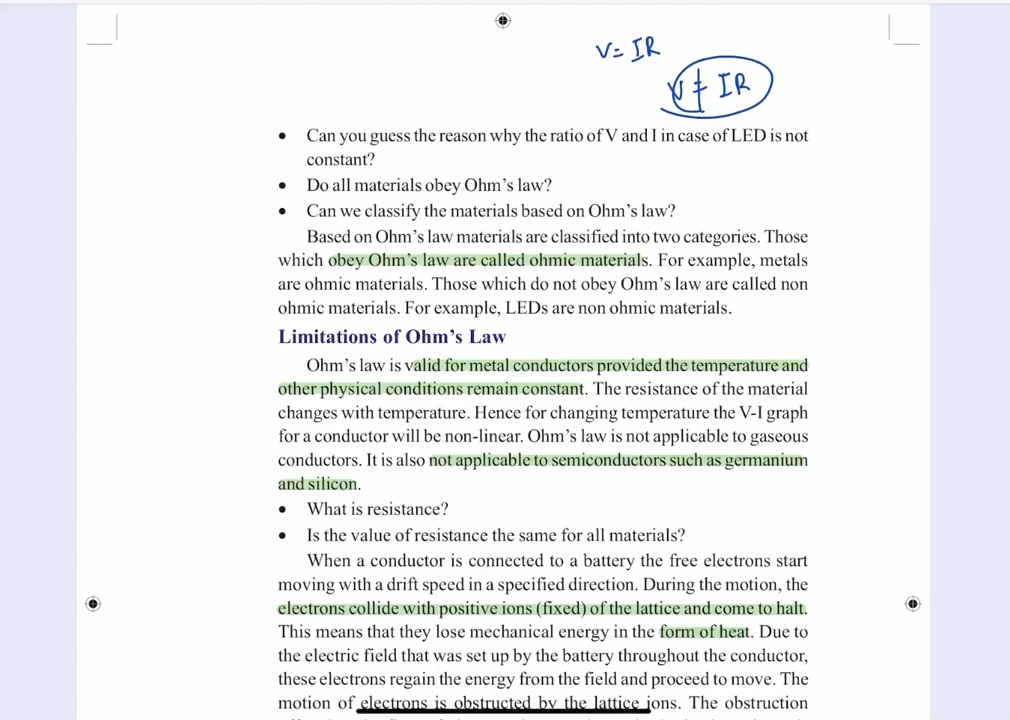 V= IR
V ≠ IR
• Can you guess the reason why the ratio of V and I in case of LED is not
constant?
• Do all materials obey Ohm's law?
• Can we classify the materials based on Ohm's law?
Based on Ohm's law materials are classified into two categories. Those
which obey Ohm's law are called ohmic materials. For example, metals
are ohmic materials. Those which do not obey Ohm's law are called non
ohmic materials. For example, LEDs are non ohmic materials.
Limitations of Ohm's Law
Ohm's law is valid for metal conductors provided the temperature and
other physical conditions remain constant. The resistance of the material
changes with temperature. Hence for changing temperature the V-I graph
for a conductor will be non-linear. Ohm's law is not applicable to gaseous
conductors. It is also not applicable to semiconductors such as germanium
and silicon.
• What is resistance?
• Is the value of resistance the same for all materials?
When a conductor is connected to a battery the free electrons start
moving with a drift speed in a specified direction. During the motion, the
electrons collide with positive ions (fixed) of the lattice and come to halt.
This means that they lose mechanical energy in the form of heat. Due to
the electric field that was set up by the battery throughout the conductor,
these electrons regain the energy from the field and proceed to move. The
motion of electrons is obstructed by the lattice ions. The obstruction